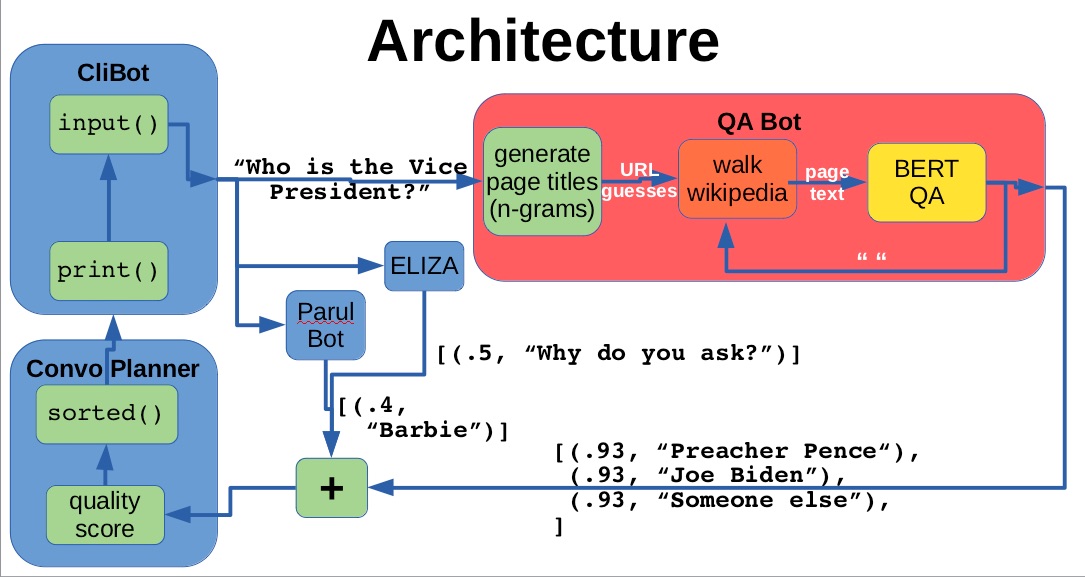 Architecture
CliBot
input()
print()
“Who is the Vice
President?”
QA Bot
generate
page titles
(n-grams)
URL
guesses
walk
wikipedia
page
text
BERT
QA
“ “
ELIZA
Parul
Bot
[(.5, “Why do you ask?”)]
[(.4,
“Barbie”)]
[(.93, “Preacher Pence“),
(.93, “Joe Biden”),
(.93, “Someone else”),
]
+
Convo Planner
sorted()
quality
score